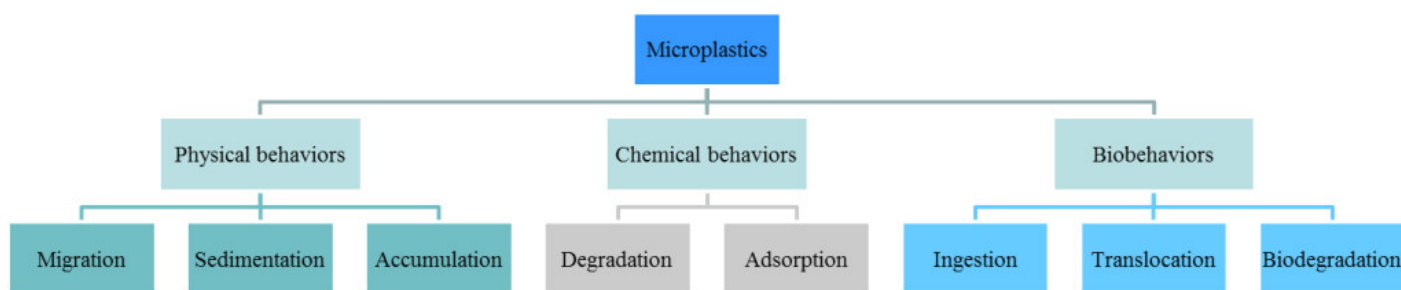 Microplastics
Physical behaviors
Chemical behaviors
Biobehaviors
Migration
Sedimentation
Accumulation
Degradation
Adsorption
Ingestion
Translocation
Biodegradation